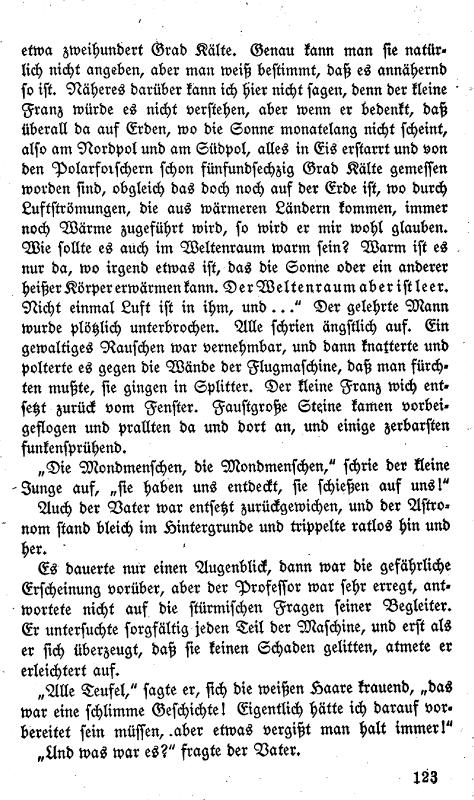 etwa zweihundert Grad Kälte. Genau kann man sie natür-
lich nicht angeben, aber man weiß bestimmt, daß es annähernd
so ist. Näheres darüber kann ich hier nicht sagen, denn der kleine
Franz würde es nicht verstehen, aber wenn er bedenkt, daß
überall da auf Erden, wo die Sonne monatelang nicht scheint,
also am Nordpol und am Südpol, alles in Eis erstarrt und von
den Polarforschern schon fünfundsechzig Grad Kälte gemessen
worden sind, obgleich das doch noch auf der Erde ist, wo durch
Luftströmungen, die aus wärmeren Ländern kommen, immer
noch Wärme zugeführt wird, so wird er mir wohl glauben.
Wie sollte es auch im Weltenraum warm sein? Warm ist es
nur da, wo irgend etwas ist, das die Sonne oder ein anderer
heißer Körper erwärmen kann. Der Weltenraum aber ist leer.
Nicht einmal Luft ist in ihm, und ...“ Der gelehrte Mann
wurde plötzlich unterbrochen. Alle schrien ängstlich auf. Ein
gewaltiges Rauschen war vernehmbar, und dann knatterte und
polterte es gegen die Wände der Flugmaschine, daß man fürch-
ten mußte, sie gingen in Splitter. Der kleine Franz wich ent-
setzt zurück vom Fenster. Faustgroße Steine kamen vorbei-
geflogen und prallten da und dort an, und einige zerbarsten
funkensprühend.
„Die Mondmenschen, die Mondmenschen,“ schrie der kleine
Junge auf, „sie haben uns entdeckt, sie schießen auf uns!“
Auch der Vater war entsetzt zurückgewichen, und der Astro-
nom stand bleich im Hintergrunde und trippelte ratlos hin und
her.
Es dauerte nur einen Augenblick, dann war die gefährliche
Erscheinung vorüber, aber der Professor war sehr erregt, ant-
wortete nicht auf die stürmischen Fragen seiner Begleiter.
Er untersuchte sorgfältig jeden Teil der Maschine, und erst als
er sich überzeugt, daß sie keinen Schaden gelitten, atmete er
erleichtert auf.
„Alle Teufel,“ sagte er, sich die weißen Haare krauend, „das
war eine schlimme Geschichte! Eigentlich hätte ich darauf vor-
bereitet sein müssen, aber etwas vergißt man halt immer!“
„Und was war es?“ fragte der Vater.
123